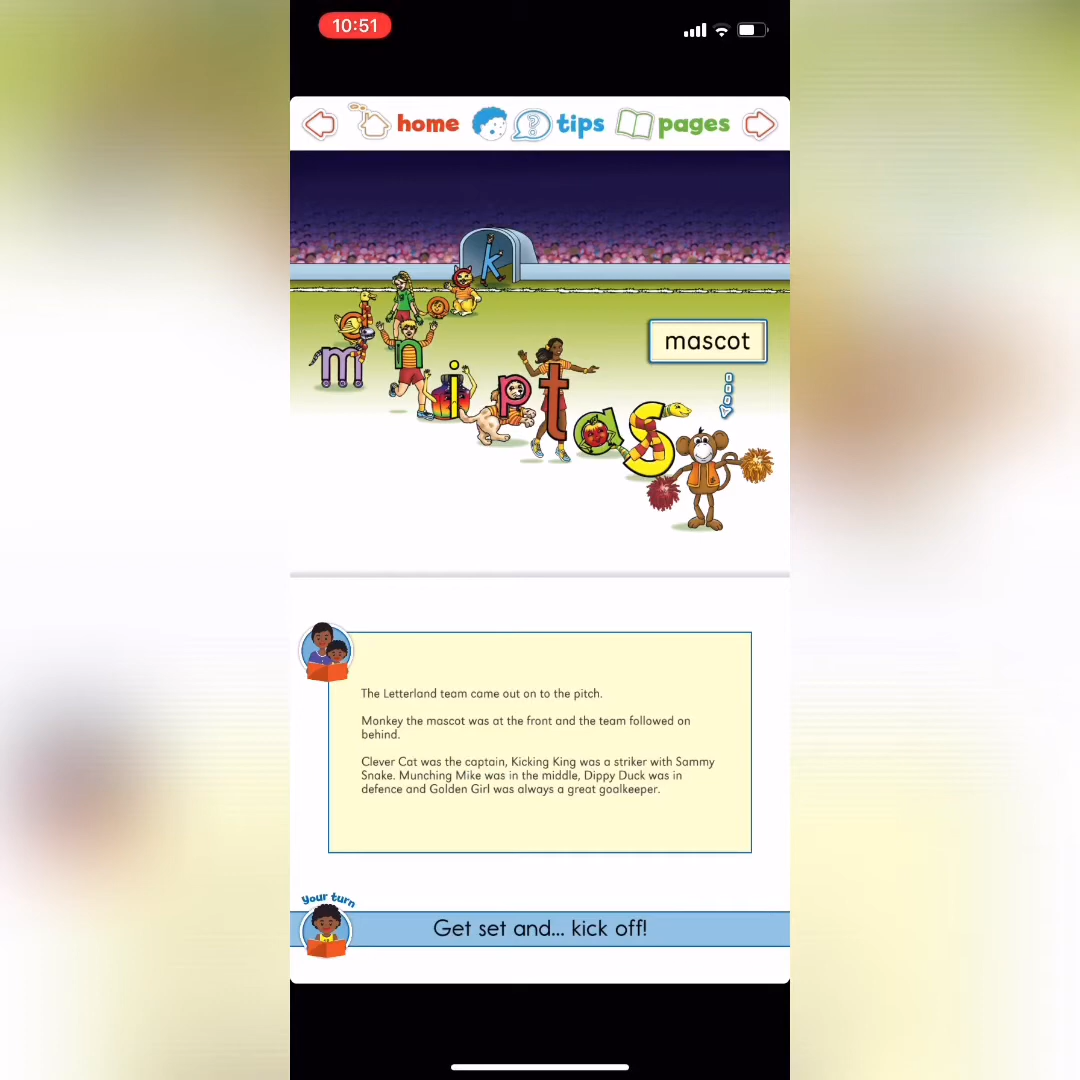 10:51
home tips pages
k
mascot
m n i p t a s
The Letterland team came out on to the pitch.
Monkey the mascot was at the front and the team followed on
behind.
Clever Cat was the captain, Kicking King was a striker with Sammy
Snake. Munching Mike was in the middle, Dippy Duck was in
defence and Golden Girl was always a great goalkeeper.
Your turn
Get set and... kick off!